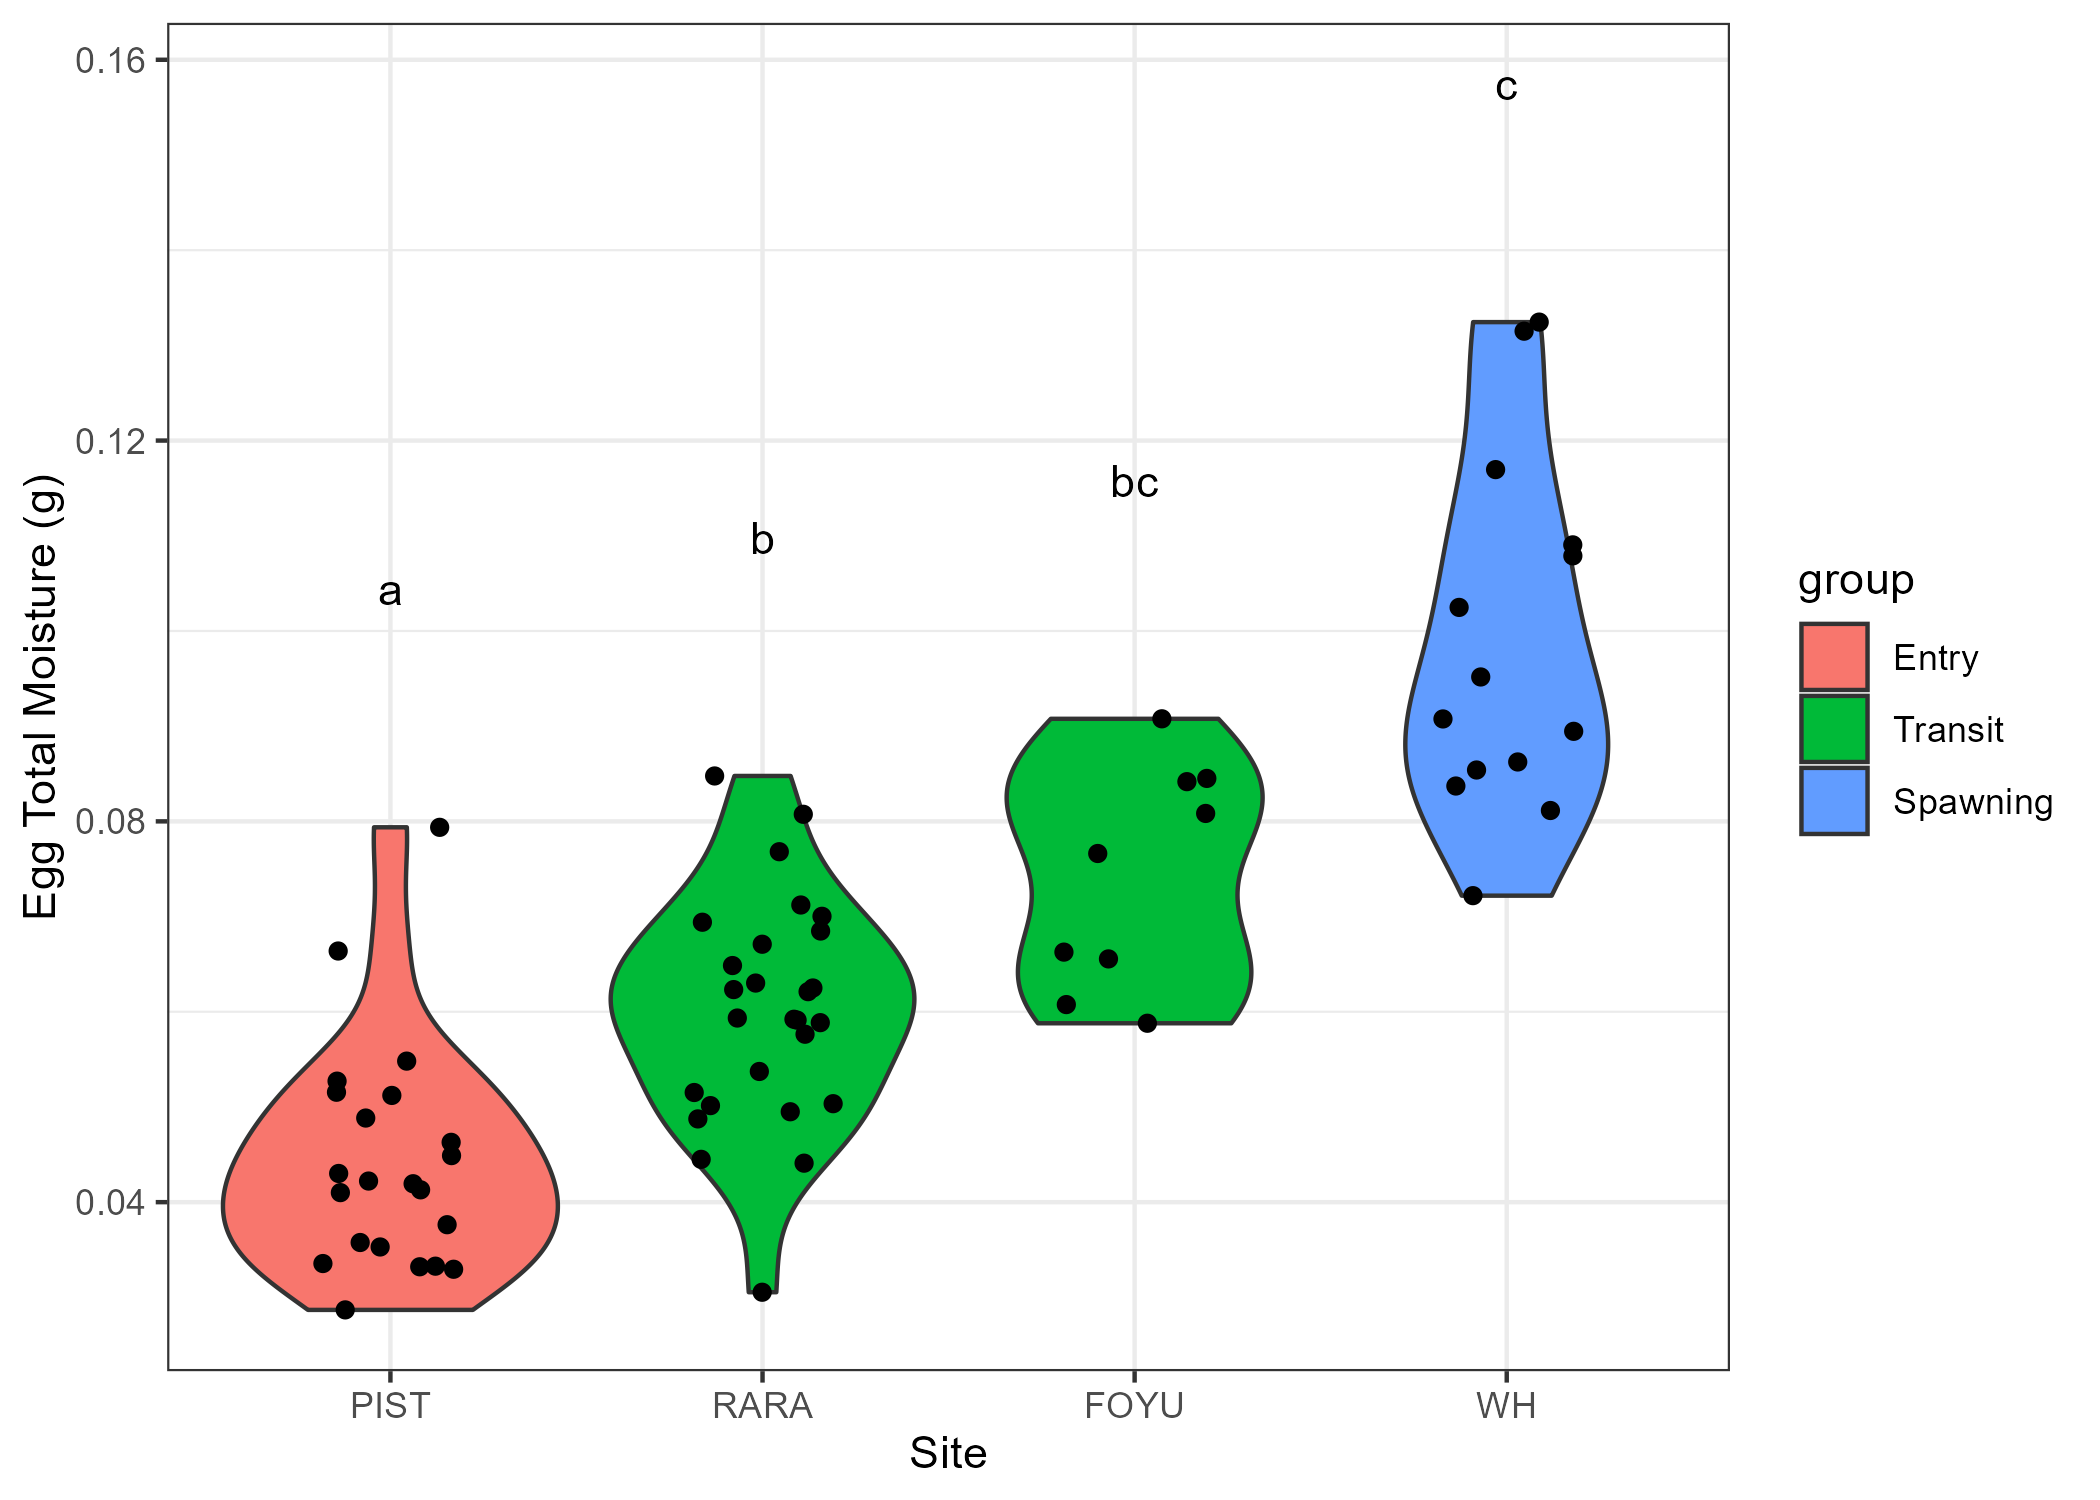 0.16
0.12
0.08
0.04
Egg Total Moisture (g)
a
b
bc
c
PIST
RARA
FOYU
WH
Site
group
Entry
Transit
Spawning